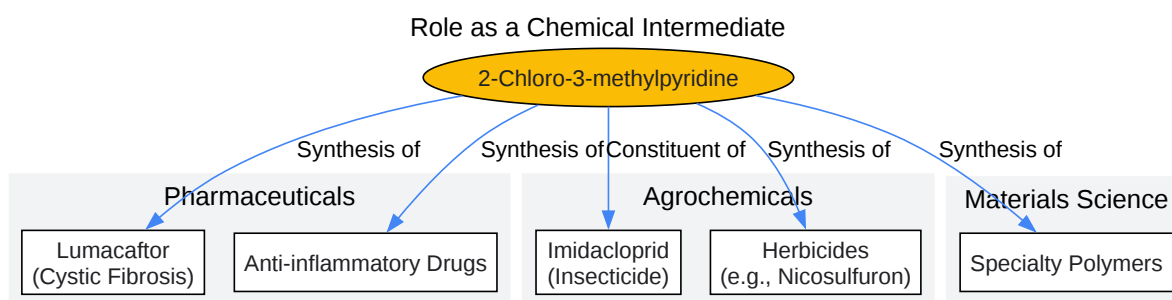 Role as a Chemical Intermediate
2-Chloro-3-methylpyridine
Synthesis of
Synthesis of
Constituent of
Synthesis of
Synthesis of
Pharmaceuticals
Agrochemicals
Materials Science
Lumacaftor
(Cystic Fibrosis)
Anti-inflammatory Drugs
Imidacloprid
(Insecticide)
Herbicides
(e.g., Nicosulfuron)
Specialty Polymers